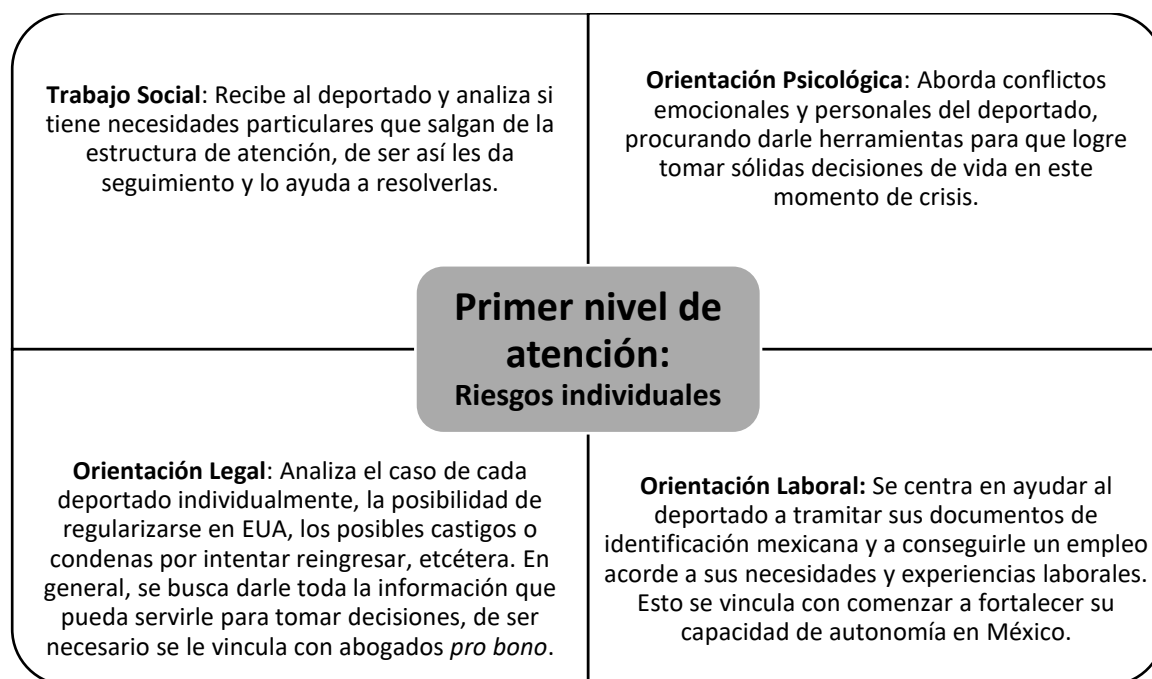 Trabajo Social: Recibe al deportado y analiza si
tiene necesidades particulares que salgan de la
estructura de atención, de ser así les da
seguimiento y lo ayuda a resolverlas.
Orientación Psicológica: Aborda conflictos
emocionales y personales del deportado,
procurando darle herramientas para que logre
tomar sólidas decisiones de vida en este
momento de crisis.
Primer nivel de
atención:
Riesgos individuales
Orientación Legal: Analiza el caso de cada
deportado individualmente, la posibilidad de
regularizarse en EUA, los posibles castigos o
condenas por intentar reingresar, etcétera. En
general, se busca darle toda la información que
pueda servirle para tomar decisiones, de ser
necesario se le vincula con abogados pro bono.
Orientación Laboral: Se centra en ayudar al
deportado a tramitar sus documentos de
identificación mexicana y a conseguirle un empleo
acorde a sus necesidades y experiencias laborales.
Esto se vincula con comenzar a fortalecer su
capacidad de autonomía en México.